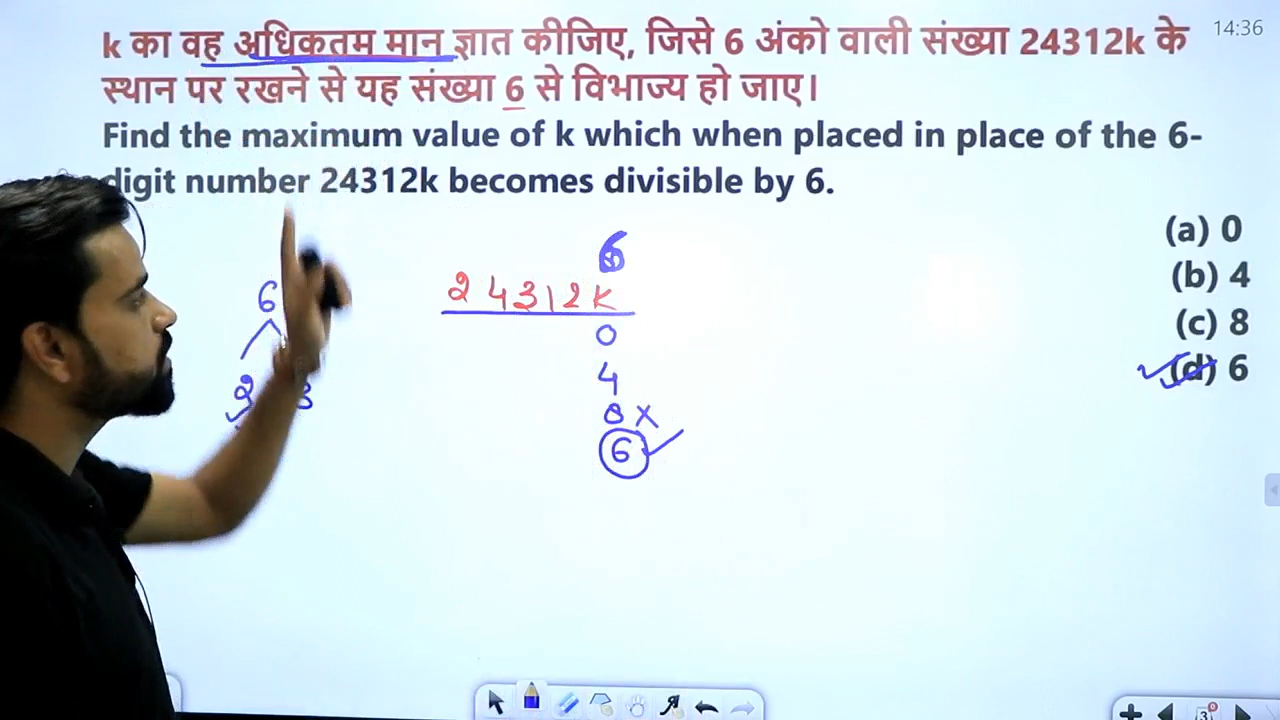 14:36
k का वह अधिकतम मान ज्ञात कीजिए, जिसे 6 अंको वाली संख्या 24312k के
स्थान पर रखने से यह संख्या 6 से विभाज्य हो जाए।
Find the maximum value of k which when placed in place of the 6-
digit number 24312k becomes divisible by 6.
(a) 0
(b) 4
(c) 8
(d) 6
6
6
24312K
0
2 3
4
8 X
6